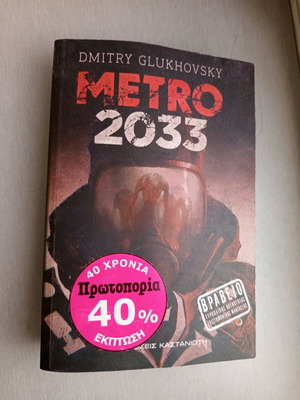 DMITRY GLUKHOVSKY
METRO
2033
40 ΧΡΟΝΙΑ
Πρωτοπορία
40%
ΕΚΠΤΩΣΗ
ΒΡΑΒΕΙΟ
ΚΑΣΤΑΝΙΩΤΗ